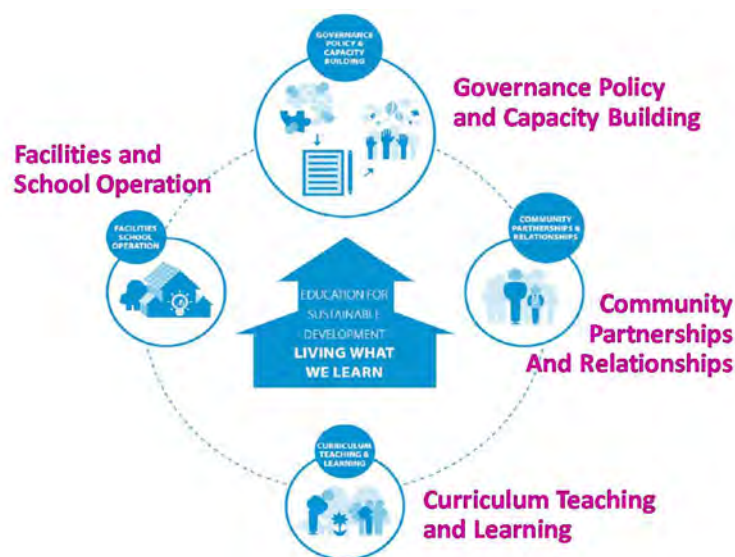 GOVERNANCE
POLICY &
CAPACITY
BUILDING
Governance Policy
and Capacity Building
Facilities and
School Operation
FACILITIES
SCHOOL
OPERATION
COMMUNITY
PARTNERSHIPS &
RELATIONSHIPS
EDUCATION FOR
SUSTAINABLE
DEVELOPMENT
LIVING WHAT
WE LEARN
Community
Partnerships
And Relationships
CURRICULUM
TEACHING &
LEARNING
Curriculum Teaching
and Learning